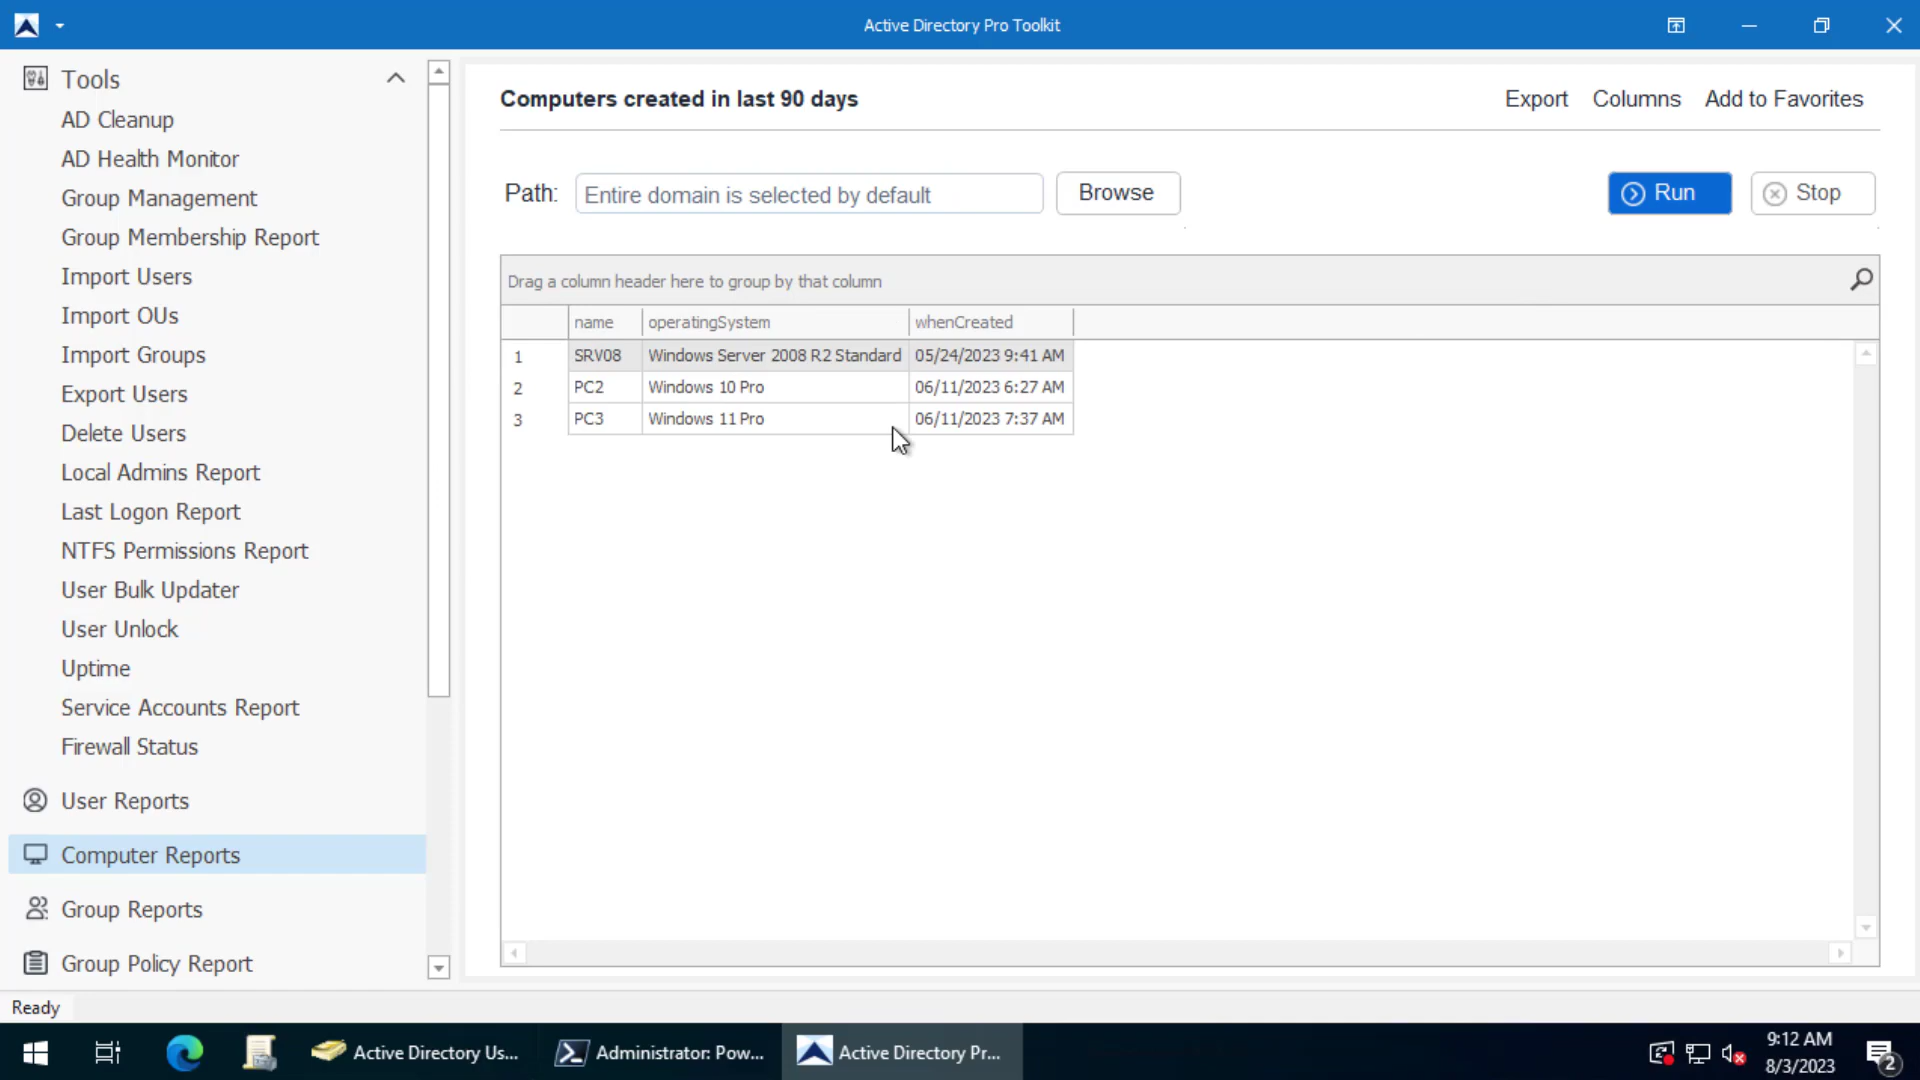 Active Directory Pro Toolkit
Tools
AD Cleanup
AD Health Monitor
Group Management
Group Membership Report
Import Users
Import OUs
Import Groups
Export Users
Delete Users
Local Admins Report
Last Logon Report
NTFS Permissions Report
User Bulk Updater
User Unlock
Uptime
Service Accounts Report
Firewall Status
User Reports
Computer Reports
Group Reports
Group Policy Report
Computers created in last 90 days
Export Columns Add to Favorites
Path: Entire domain is selected by default Browse Run Stop
Drag a column header here to group by that column
name operatingSystem whenCreated
1 SRV08 Windows Server 2008 R2 Standard 05/24/2023 9:41 AM
2 PC2 Windows 10 Pro 06/11/2023 6:27 AM
3 PC3 Windows 11 Pro 06/11/2023 7:37 AM
Ready
Active Directory Us... Administrator: Pow... Active Directory Pr...
9:12 AM
8/3/2023
2